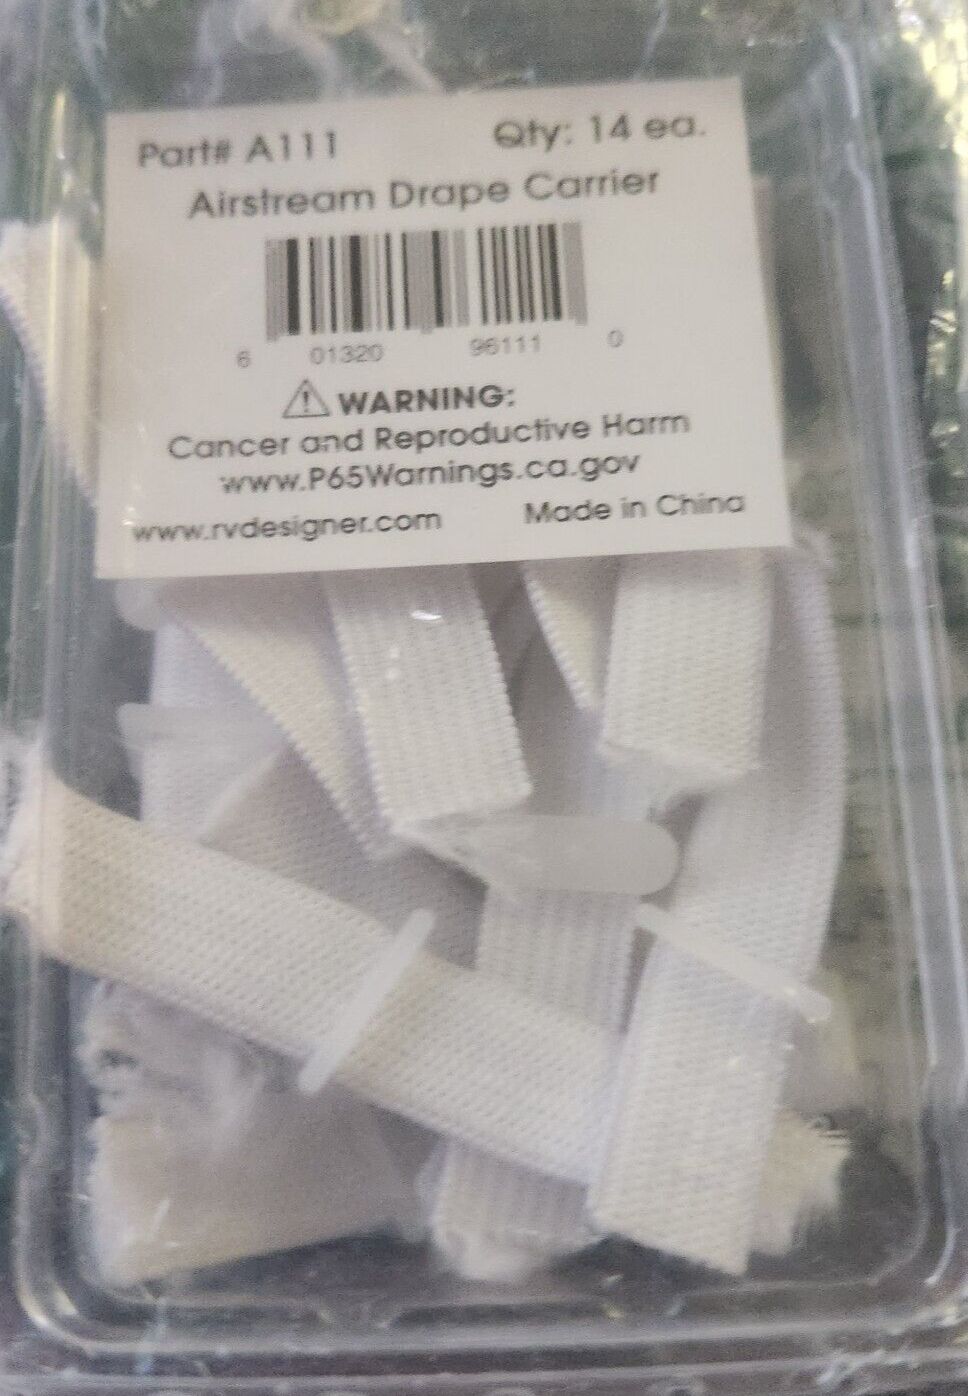 Part# A111 Qty: 14 ea.
Airstream Drape Carrier
6 01320 96111 0
WARNING:
Cancer and Reproductive Harm
www.P65Warnings.ca.gov
www.rvdesigner.com Made in China